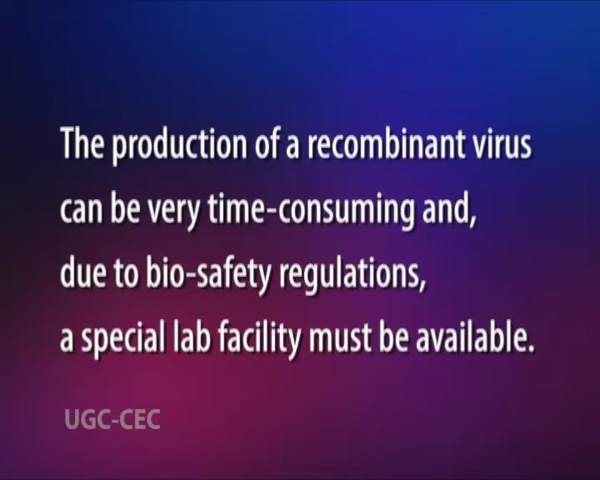 The production of a recombinant virus
can be very time-consuming and,
due to bio-safety regulations,
a special lab facility must be available.
UGC-CEC